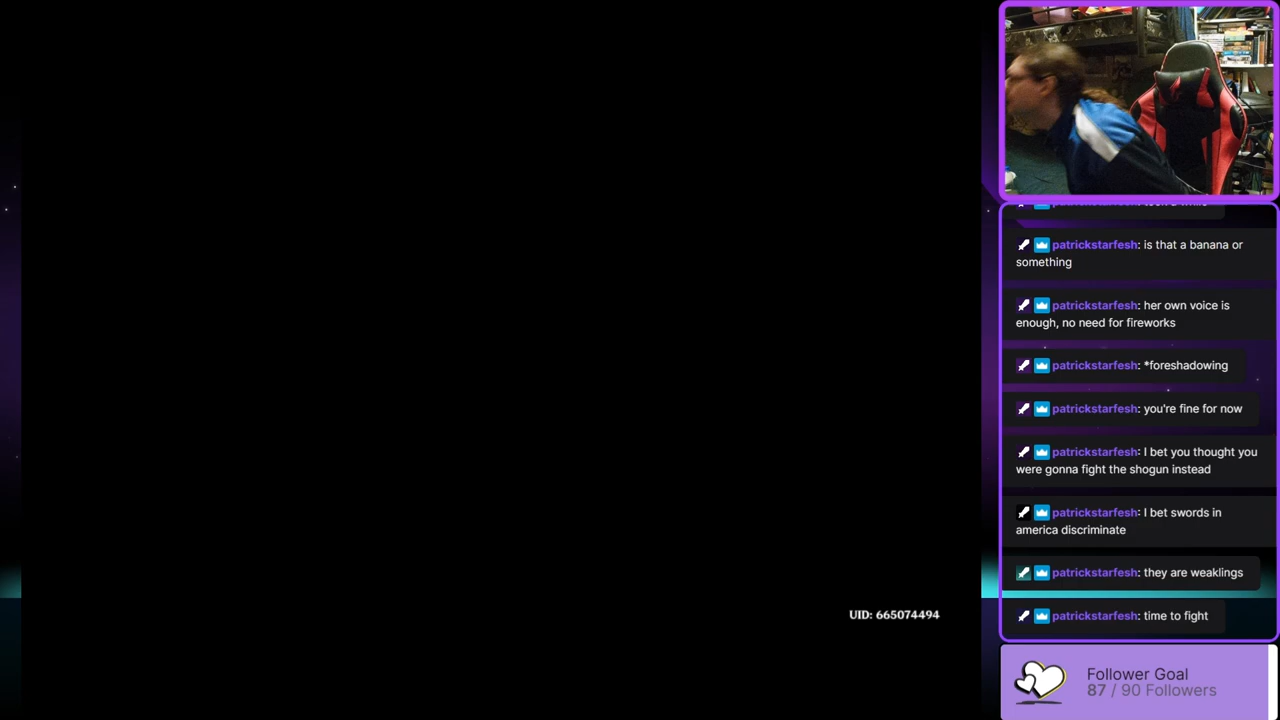 patrickstarfesh: is that a banana or
something
patrickstarfesh: her own voice is
enough, no need for fireworks
patrickstarfesh: *foreshadowing
patrickstarfesh: you're fine for now
patrickstarfesh: I bet you thought you
were gonna fight the shogun instead
patrickstarfesh: I bet swords in
america discriminate
patrickstarfesh: they are weaklings
patrickstarfesh: time to fight
UID: 665074494
Follower Goal
87 / 90 Followers